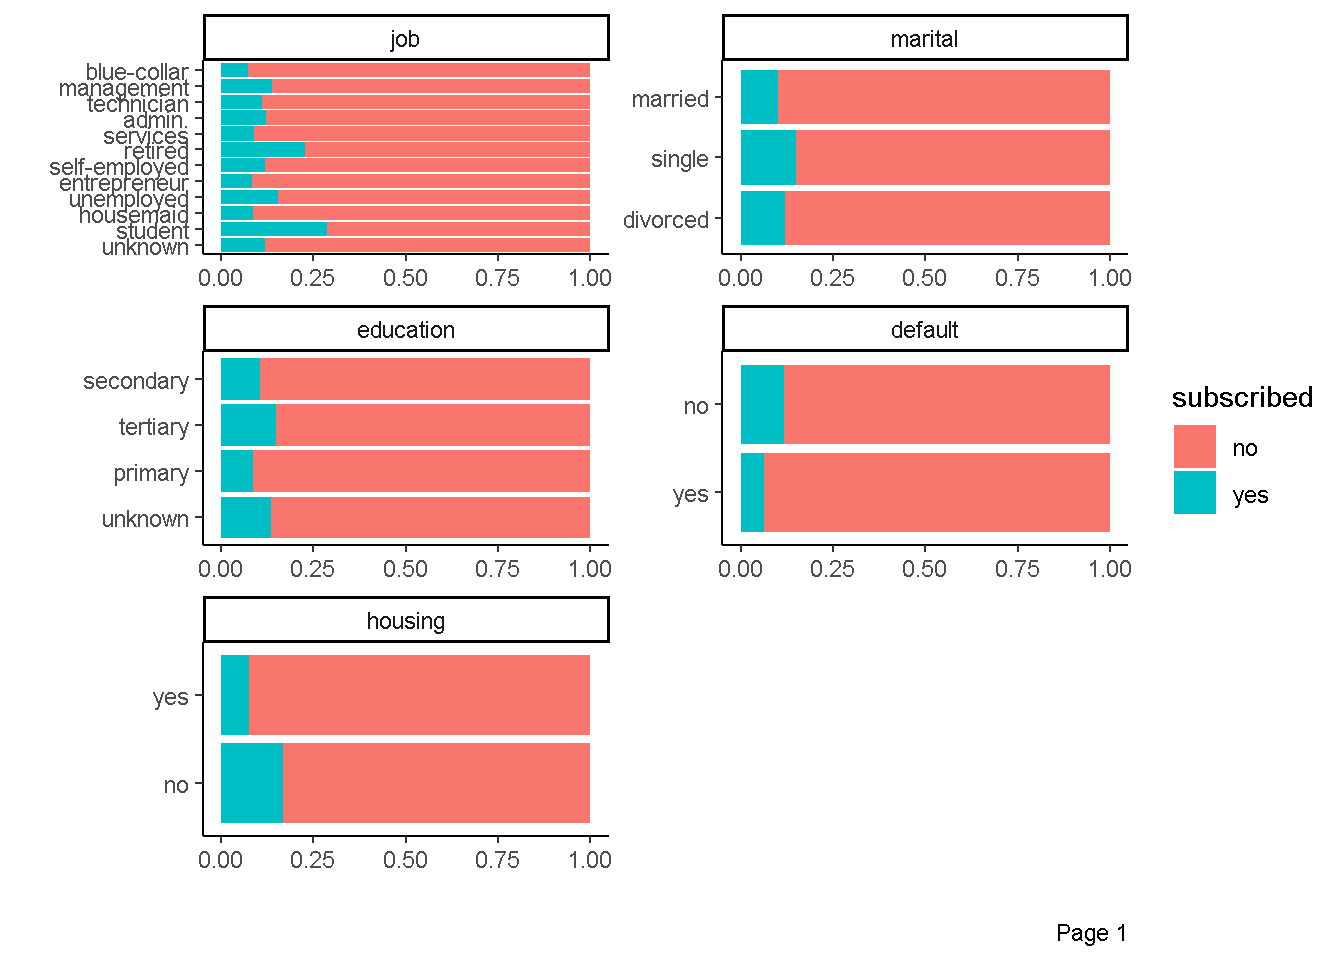 job
blue-collar
management
technician
admin.
services
retired
self-employed
entrepreneur
unemployed
housemaid
student
unknown
0.00 0.25 0.50 0.75 1.00
marital
married
single
divorced
0.00 0.25 0.50 0.75 1.00
education
secondary
tertiary
primary
unknown
0.00 0.25 0.50 0.75 1.00
default
no
yes
0.00 0.25 0.50 0.75 1.00
housing
yes
no
0.00 0.25 0.50 0.75 1.00
subscribed
no
yes
Page 1